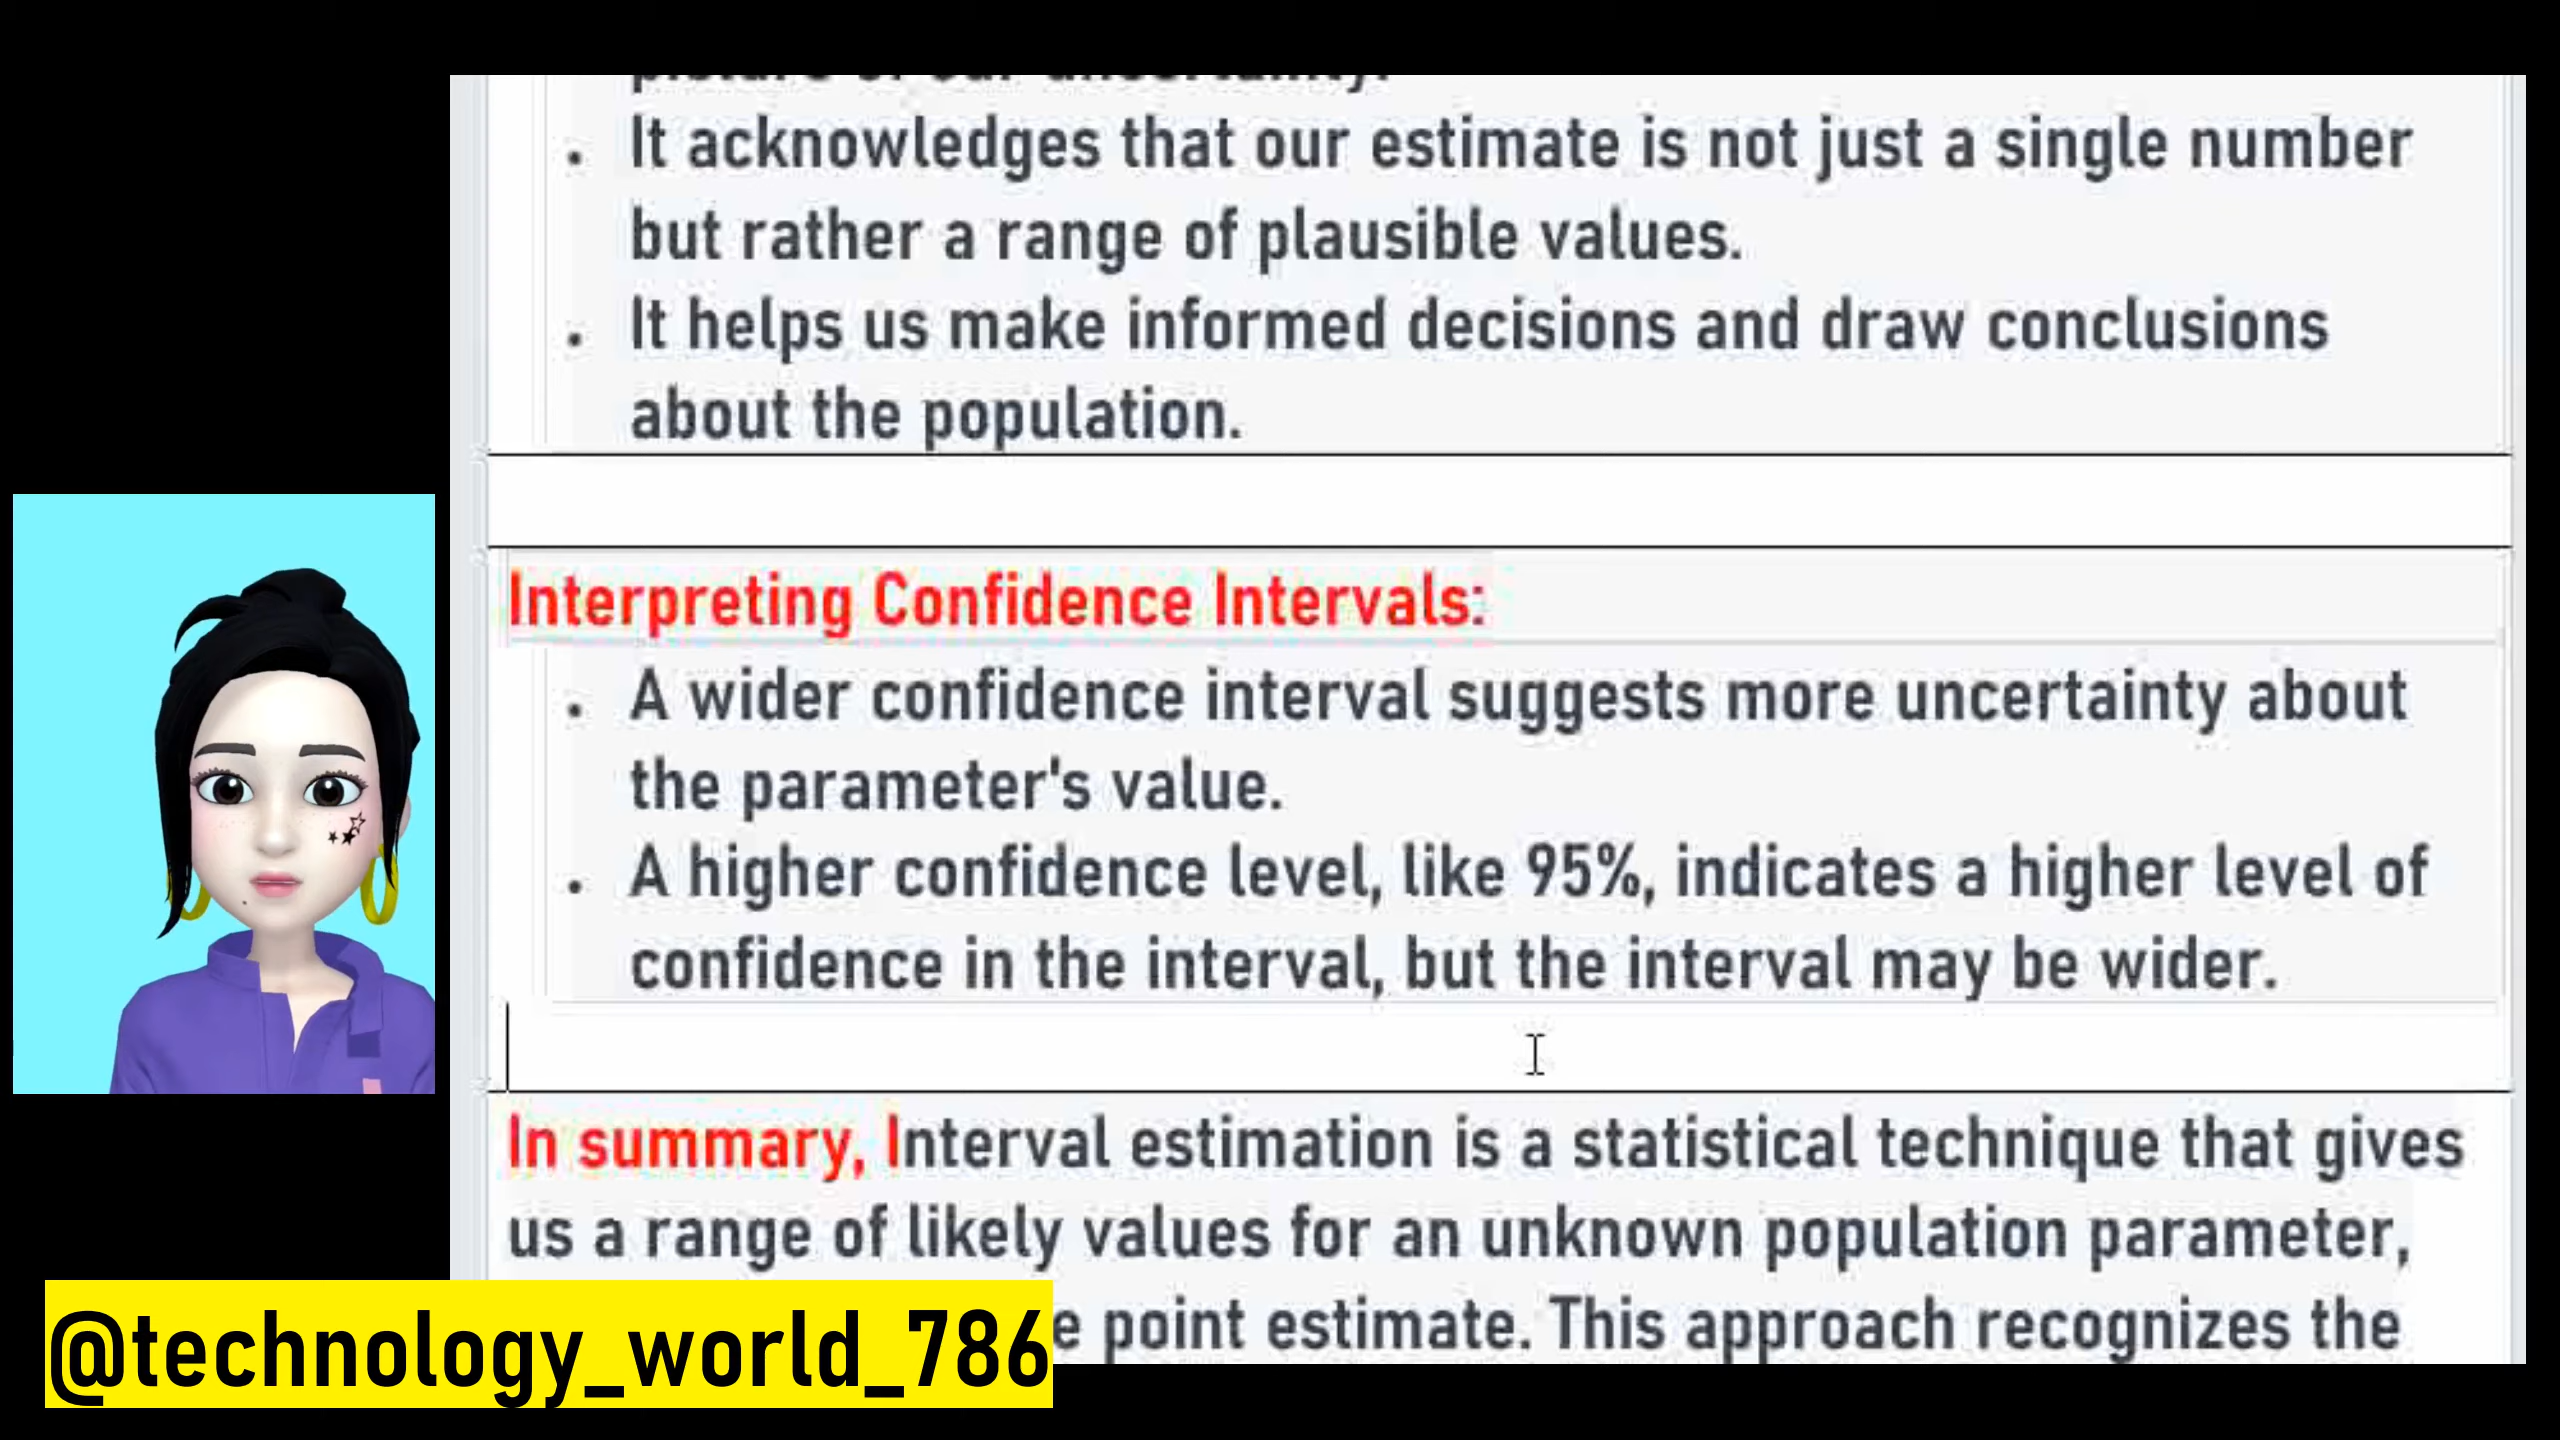 picture of our uncertainty.
. It acknowledges that our estimate is not just a single number
but rather a range of plausible values.
. It helps us make informed decisions and draw conclusions
about the population.
Interpreting Confidence Intervals:
. A wider confidence interval suggests more uncertainty about
the parameter's value.
. A higher confidence level, like 95%, indicates a higher level of
confidence in the interval, but the interval may be wider.
In summary, Interval estimation is a statistical technique that gives
us a range of likely values for an unknown population parameter,
e point estimate. This approach recognizes the
@technology_world_786